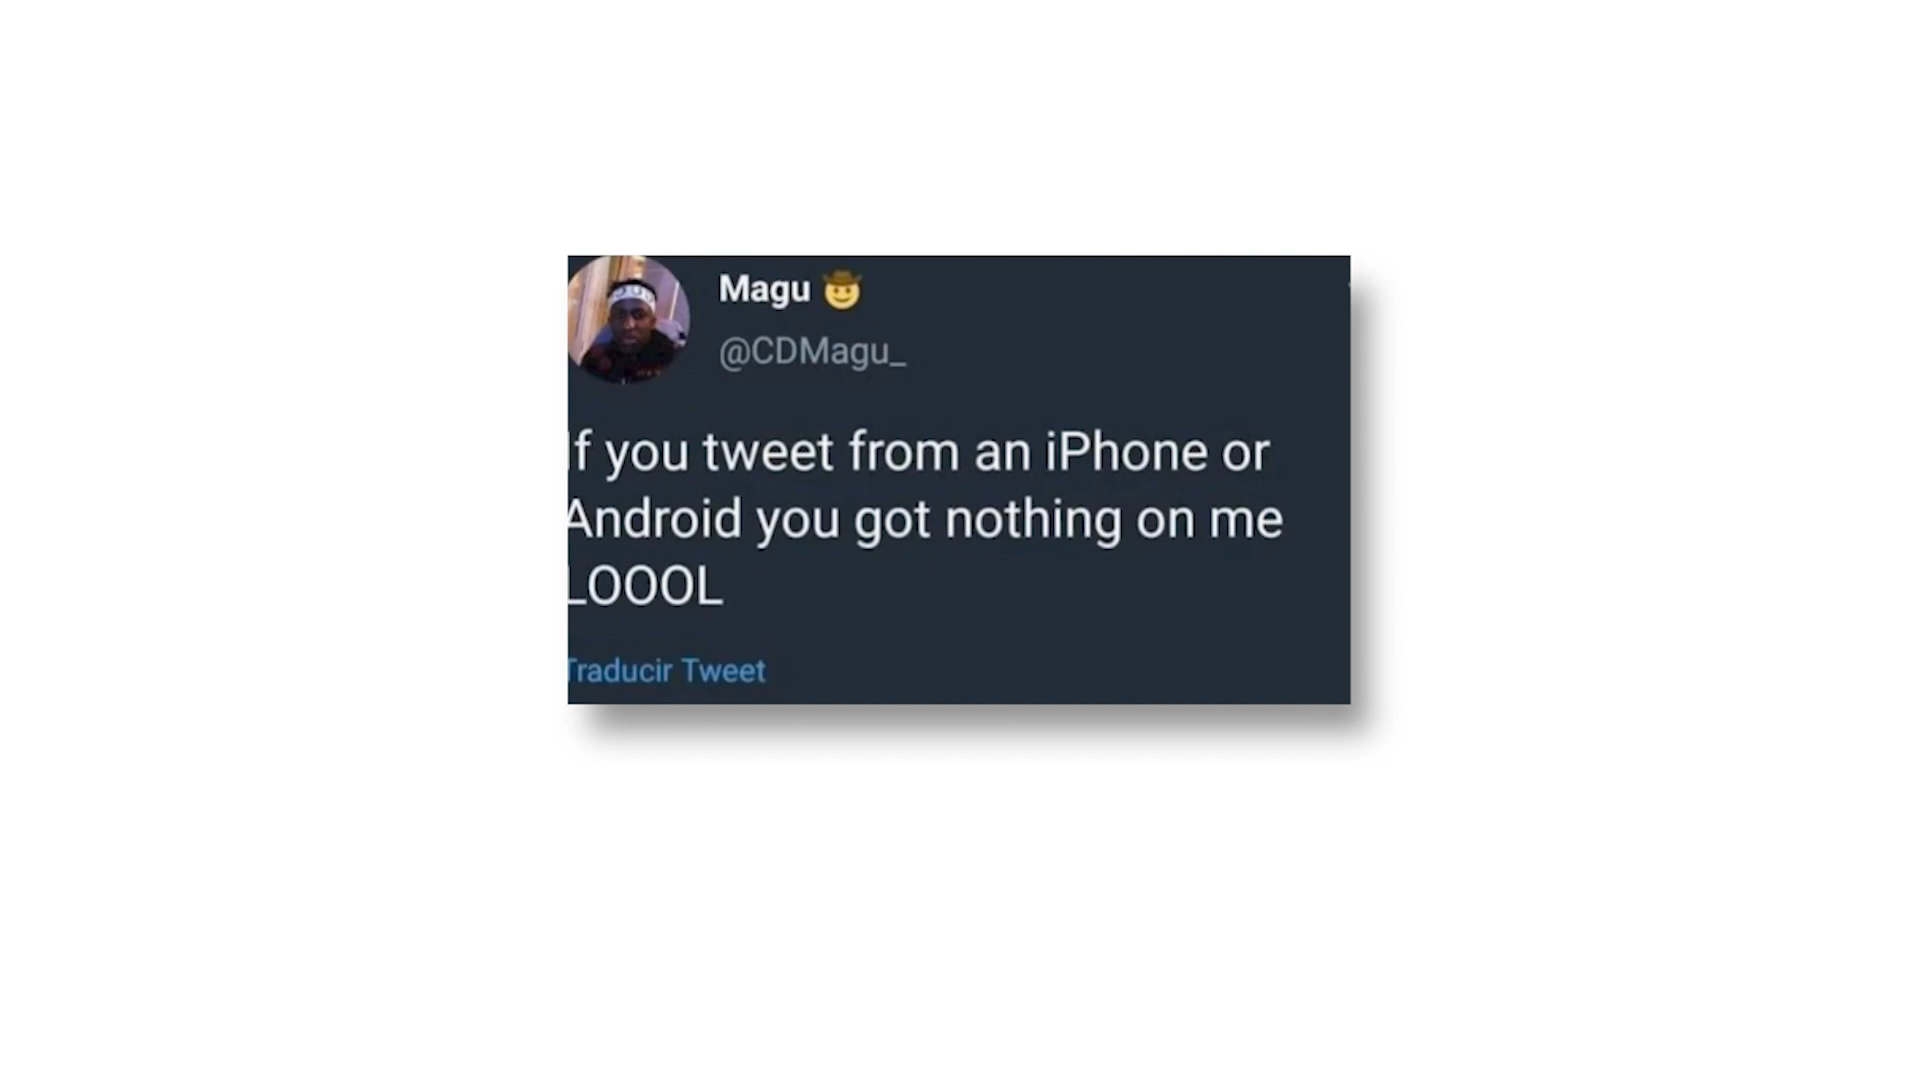 Magu 🤠
@CDMagu_
If you tweet from an iPhone or
Android you got nothing on me
LOOOL
Traducir Tweet